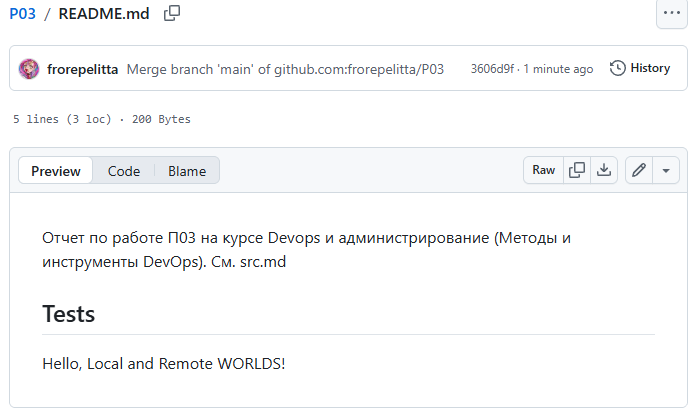 P03 / README.md
frorepelitta Merge branch 'main' of github.com:frorepelitta/P03 3606d9f · 1 minute ago History
5 lines (3 loc) · 200 Bytes
Preview Code Blame Raw
Отчет по работе П03 на курсе Devops и администрирование (Методы и
инструменты DevOps). См. src.md
Tests
Hello, Local and Remote WORLDS!